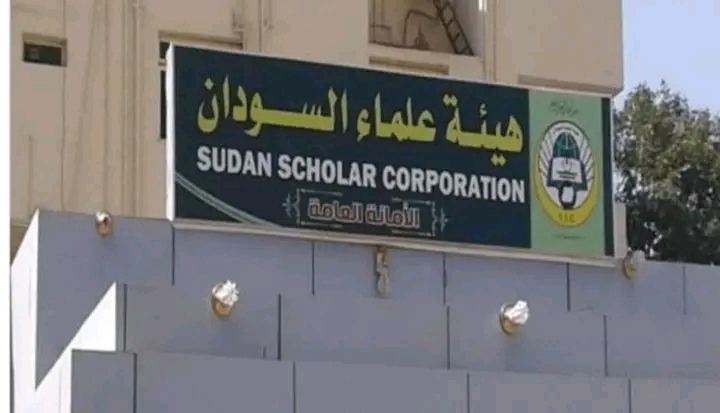 هيئة علماء السودان
SUDAN SCHOLAR CORPORATION
الأمانة العامة
S.S.C